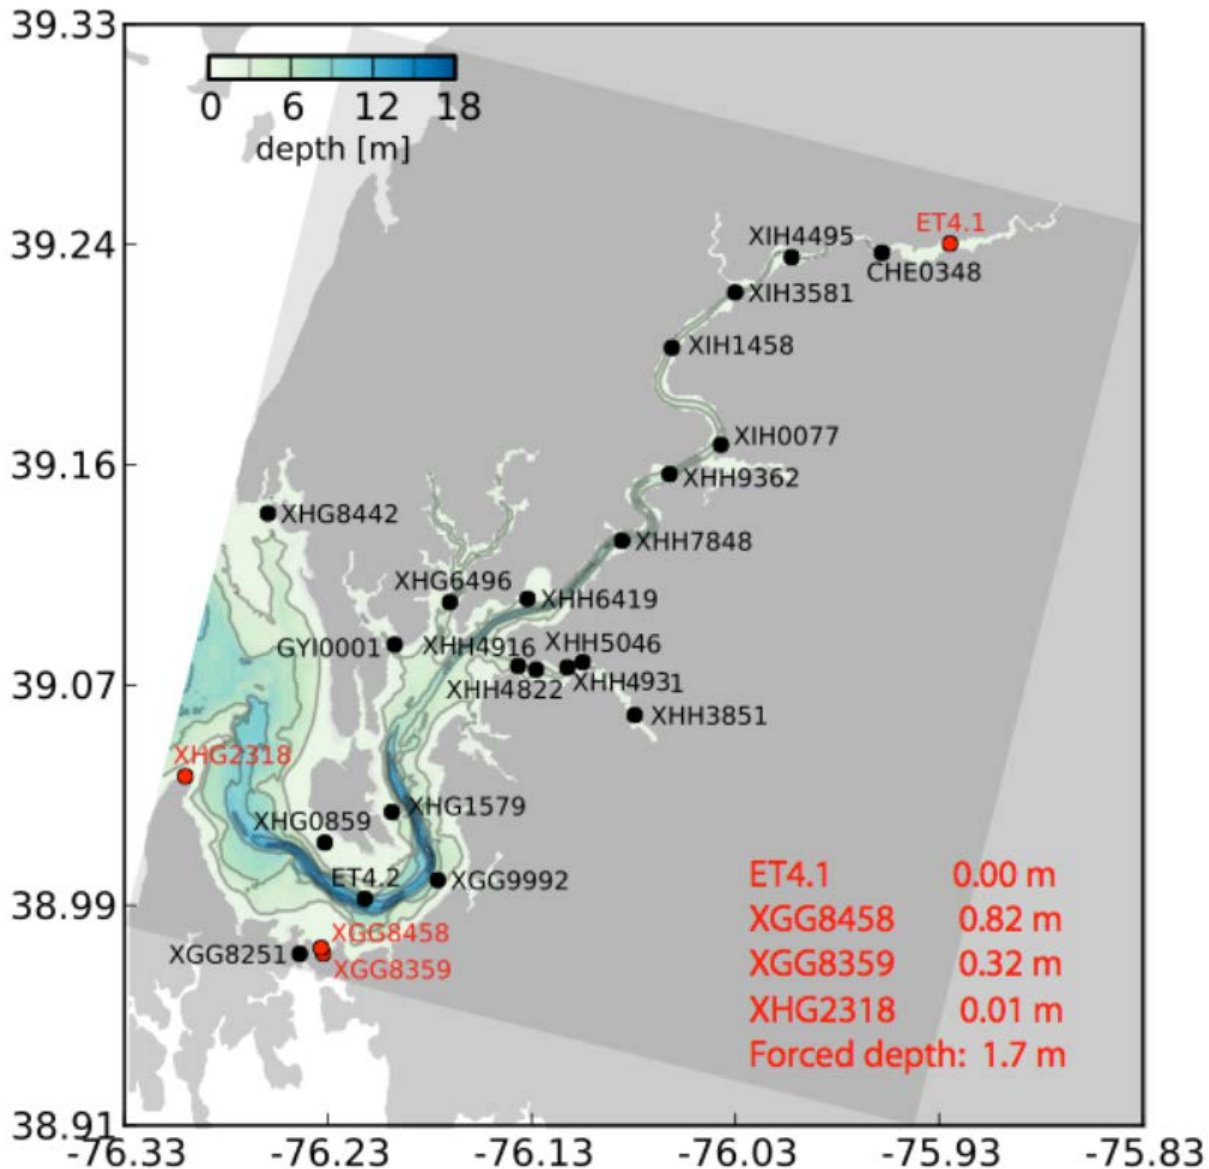 39.33
0 6 12 18
depth [m]
39.24
ET4.1
XIH4495
CHE0348
XIH3581
XIH1458
39.16
XIH0077
XHH9362
XHG8442
XHH7848
XHG6496
XHH6419
GYI0001
XHH4916
XHH5046
39.07
XHH4822
XHH4931
XHH3851
XHG2318
XHG1579
XHG0859
ET4.2
XGG9992
38.99
XGG8458
XGG8251
XGG8359
ET4.1 0.00 m
XGG8458 0.82 m
XGG8359 0.32 m
XHG2318 0.01 m
Forced depth: 1.7 m
38.91
-76.33 -76.23 -76.13 -76.03 -75.93 -75.83